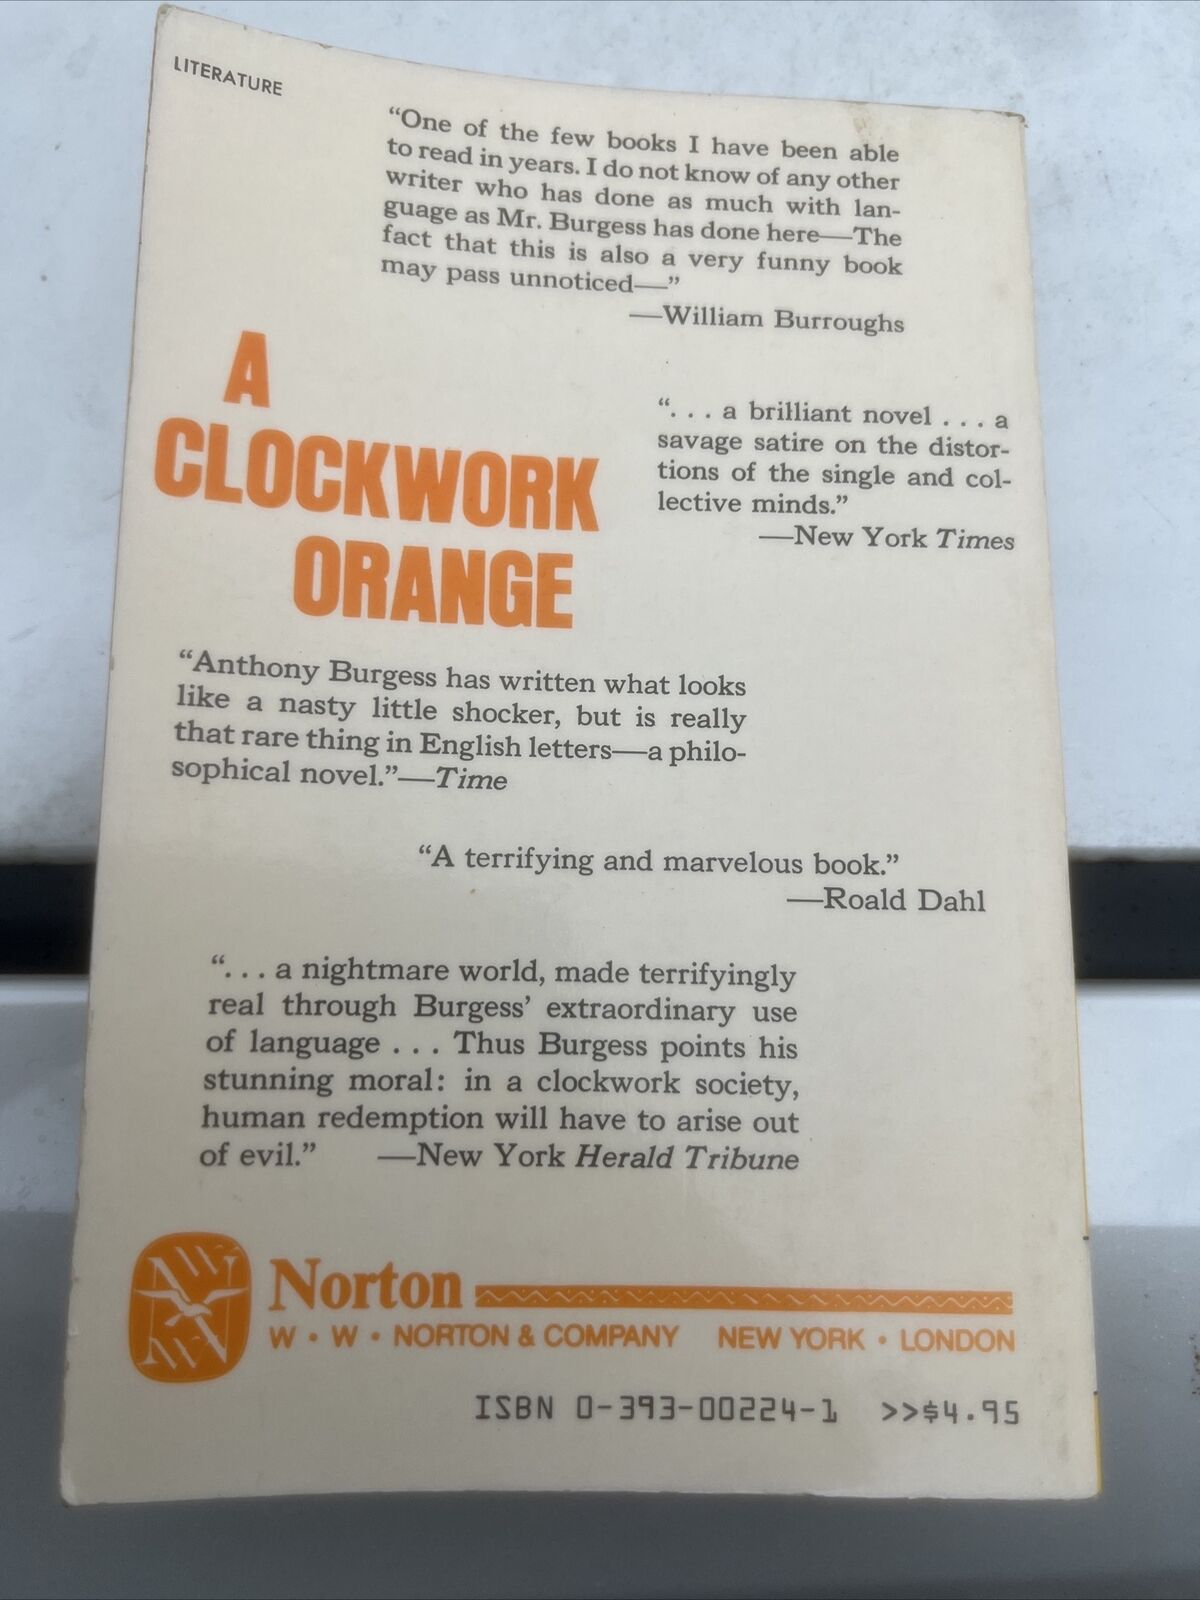 LITERATURE
“One of the few books I have been able
to read in years. I do not know of any other
writer who has done as much with lan-
guage as Mr. Burgess has done here—The
fact that this is also a very funny book
may pass unnoticed—”
—William Burroughs
A
CLOCKWORK
ORANGE
“. . . a brilliant novel . . . a
savage satire on the distor-
tions of the single and col-
lective minds.”
—New York Times
“Anthony Burgess has written what looks
like a nasty little shocker, but is really
that rare thing in English letters—a philo-
sophical novel.”—Time
“A terrifying and marvelous book.”
—Roald Dahl
“. . . a nightmare world, made terrifyingly
real through Burgess’ extraordinary use
of language . . . Thus Burgess points his
stunning moral: in a clockwork society,
human redemption will have to arise out
of evil.” —New York Herald Tribune
Norton
W • W • NORTON & COMPANY NEW YORK • LONDON
ISBN 0-393-00224-1 >>$4.95